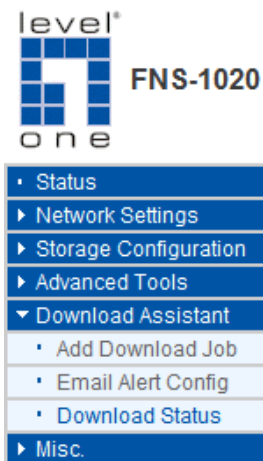 level
one
FNS-1020
Status
Network Settings
Storage Configuration
Advanced Tools
Download Assistant
Add Download Job
Email Alert Config
Download Status
Misc.